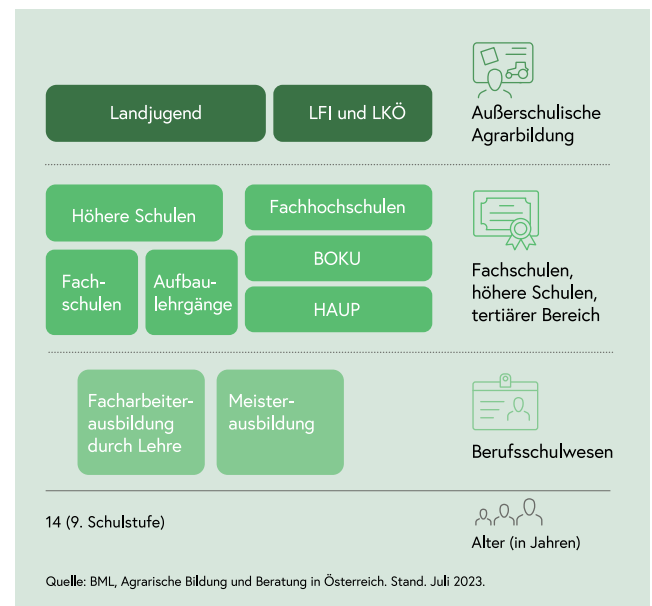 Landjugend
LFI und LKÖ
Außerschulische
Agrarbildung
Höhere Schulen
Fachhochschulen
Fach-
schulen
Aufbau-
lehrgänge
BOKU
HAUP
Fachschulen,
höhere Schulen,
tertiärer Bereich
Facharbeiter-
ausbildung
durch Lehre
Meister-
ausbildung
Berufsschulwesen
14 (9. Schulstufe)
Alter (in Jahren)
Quelle: BML, Agrarische Bildung und Beratung in Österreich. Stand. Juli 2023.